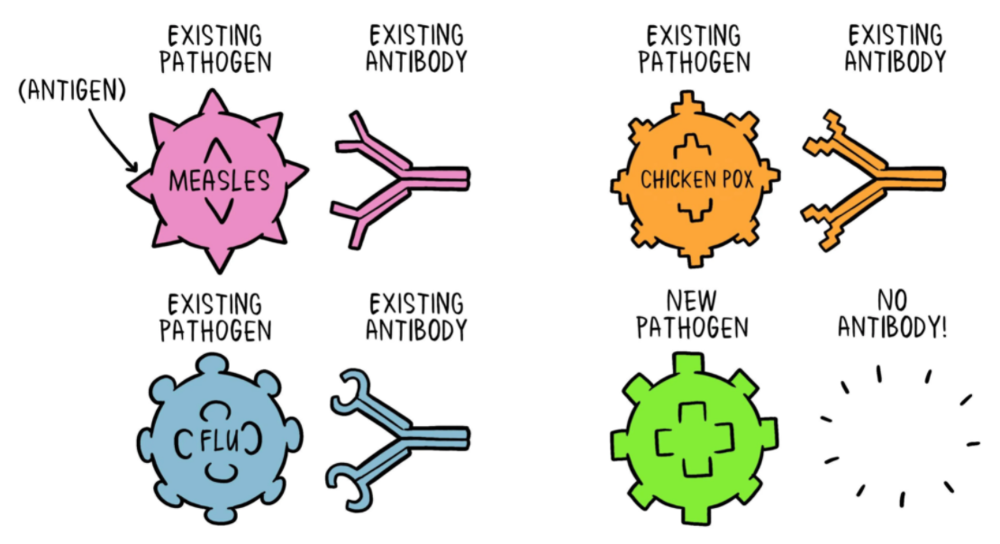 EXISTING
PATHOGEN
EXISTING
ANTIBODY
(ANTIGEN)
MEASLES
EXISTING
PATHOGEN
EXISTING
ANTIBODY
CHICKEN POX
EXISTING
PATHOGEN
EXISTING
ANTIBODY
FLU
NEW
PATHOGEN
NO
ANTIBODY!